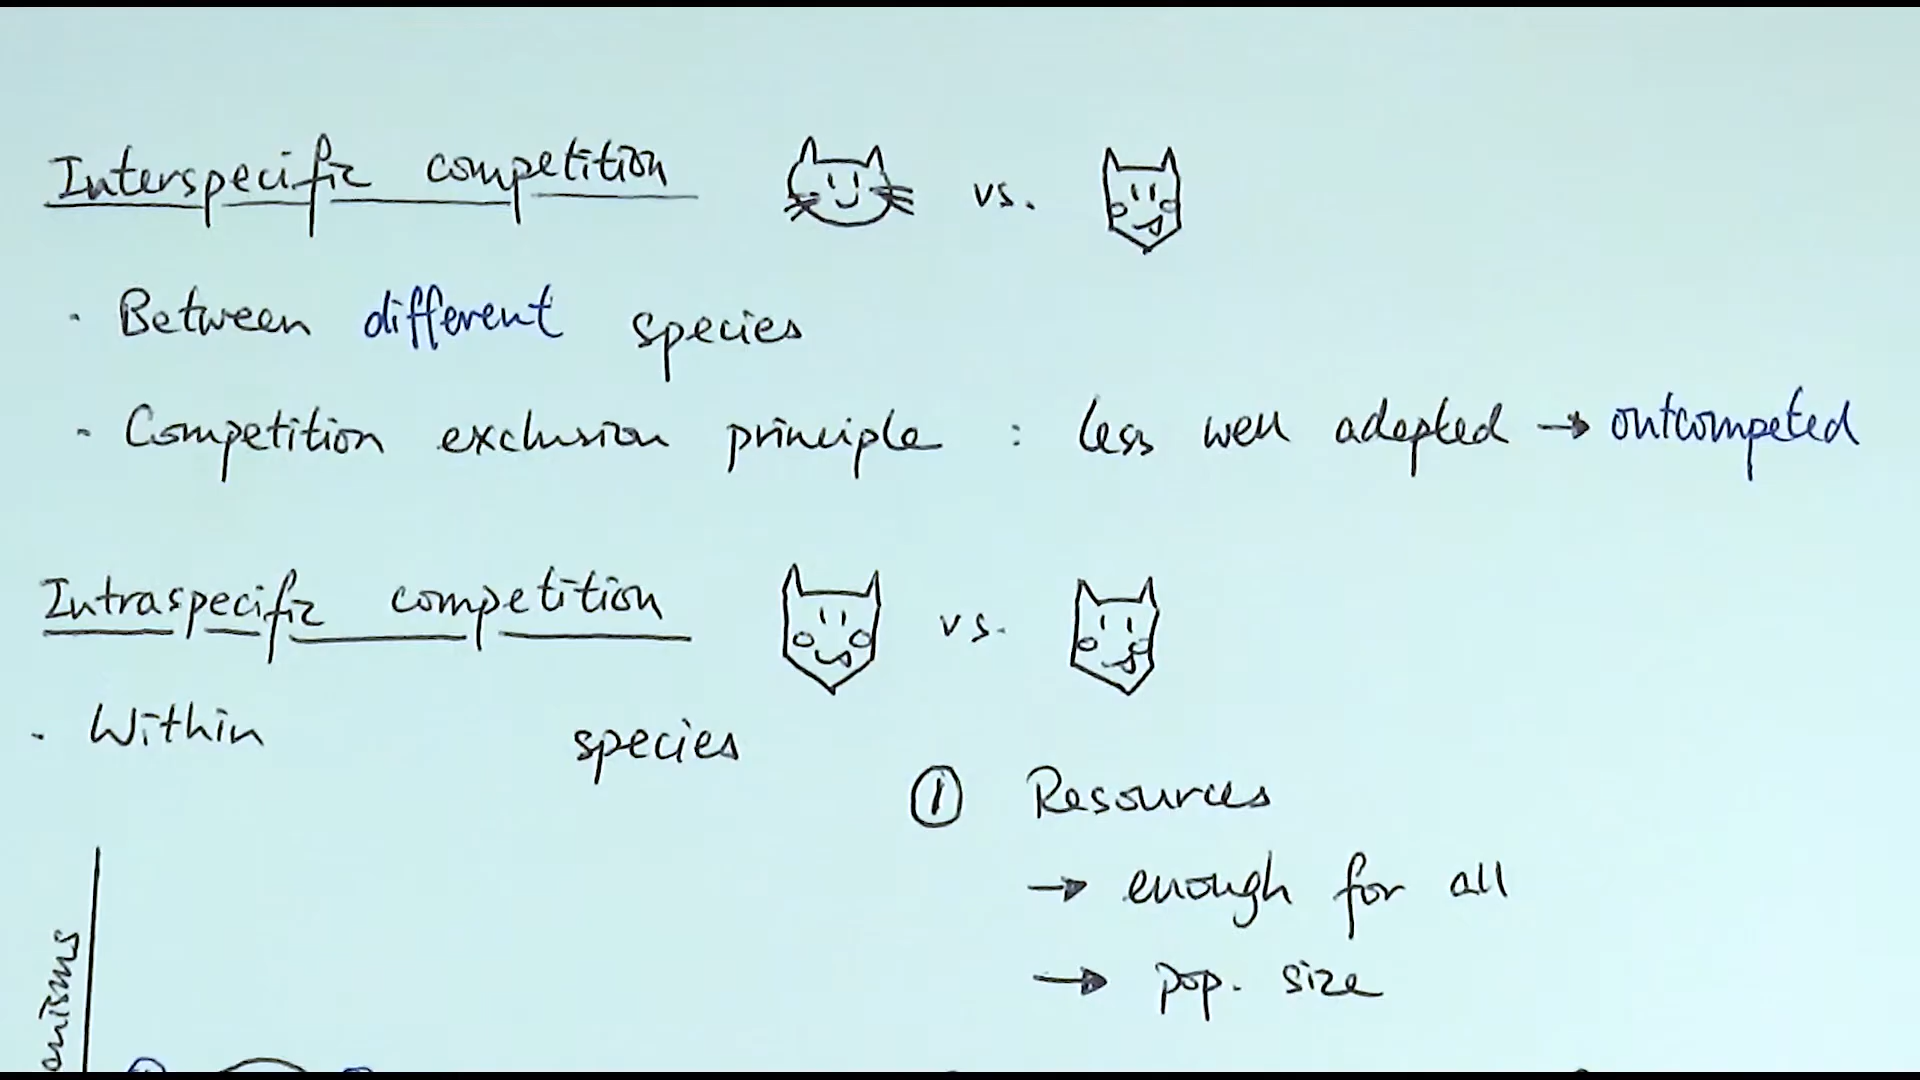 Interspecific competition vs.
· Between different species
- Competition exclusion principle : less well adapted → outcompeted
Intraspecific competition vs.
· Within species
① Resources
→ enough for all
→ pop. size